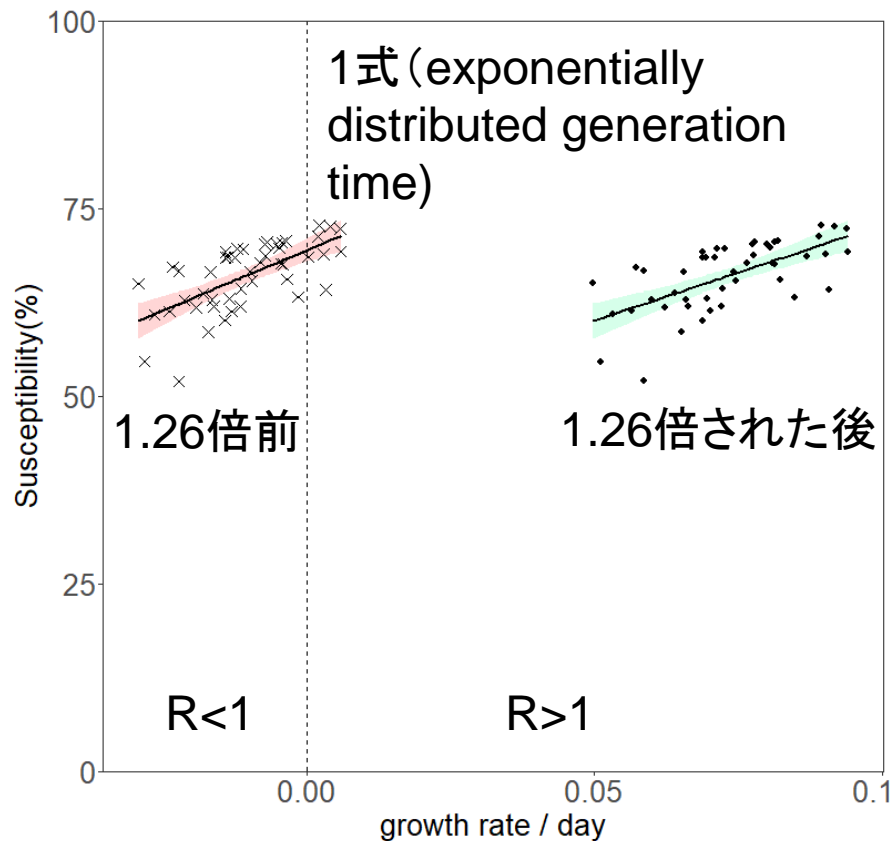 100
75
50
25
0
Susceptibility(%)
1式（exponentially
distributed generation
time)
1.26倍前
1.26倍された後
R<1
R>1
0.00
0.05
0.1
growth rate / day